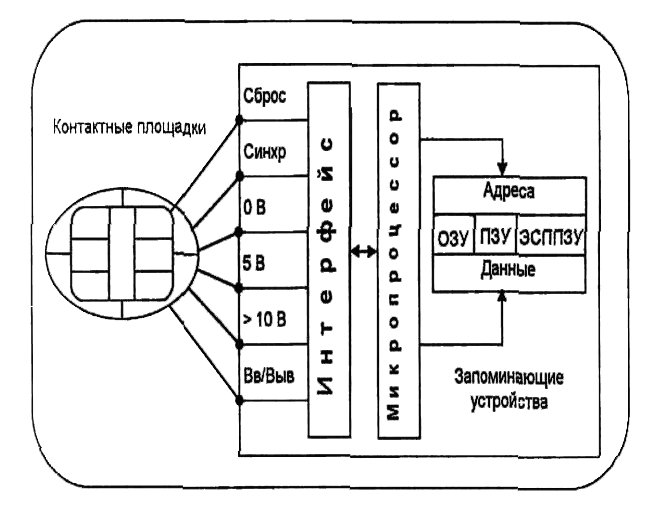 Контактные площадки
Сброс
Синхр
0 В
5 В
> 10 В
Вв/Выв
Интерфейс
Микропроцессор
Адреса
ОЗУ ПЗУ ЭСППЗУ
Данные
Запоминающие
устройства